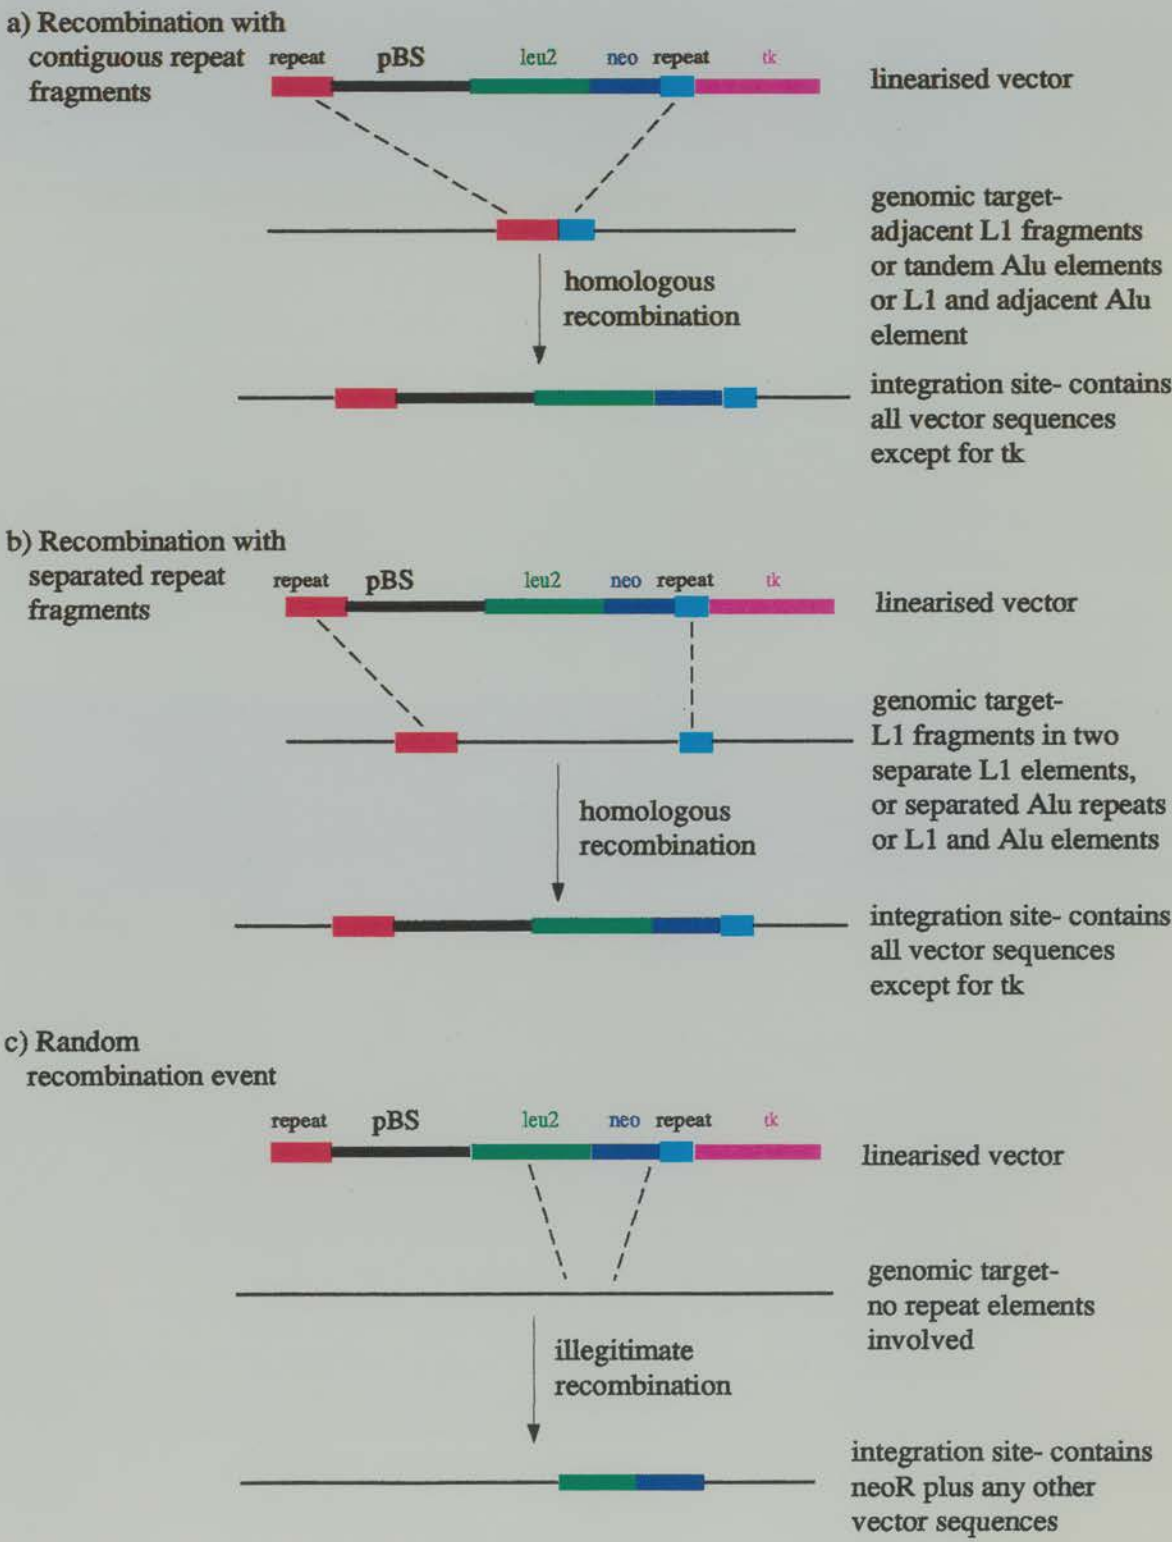 a) Recombination with
contiguous repeat
fragments
repeat pBS leu2 neo repeat tk
linearised vector
genomic target-
adjacent L1 fragments
or tandem Alu elements
or L1 and adjacent Alu
element
homologous
recombination
integration site- contains
all vector sequences
except for tk
b) Recombination with
separated repeat
fragments
repeat pBS leu2 neo repeat tk
linearised vector
genomic target-
L1 fragments in two
separate L1 elements,
or separated Alu repeats
or L1 and Alu elements
homologous
recombination
integration site- contains
all vector sequences
except for tk
c) Random
recombination event
repeat pBS leu2 neo repeat tk
linearised vector
genomic target-
no repeat elements
involved
illegitimate
recombination
integration site- contains
neoR plus any other
vector sequences